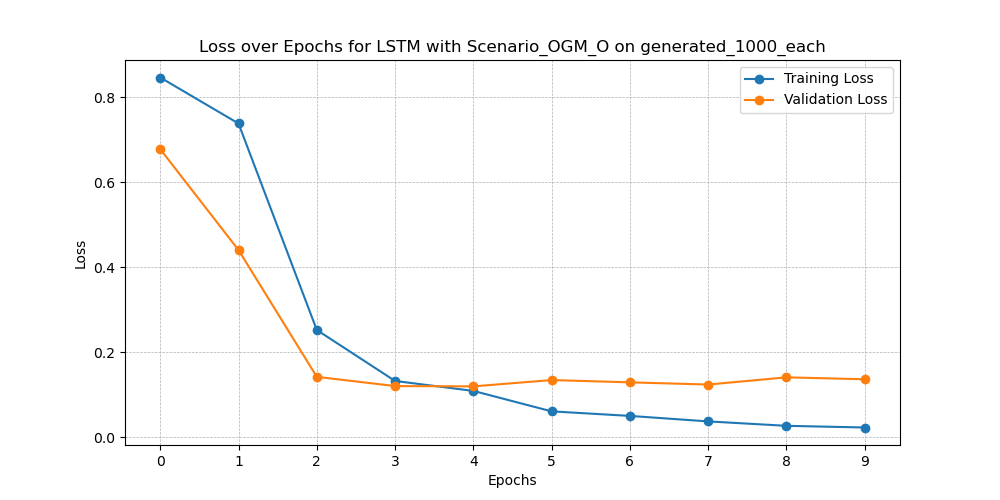 Loss over Epochs for LSTM with Scenario_OGM_O on generated_1000_each
Training Loss
Validation Loss
Loss
0.8
0.6
0.4
0.2
0.0
0 1 2 3 4 5 6 7 8 9
Epochs